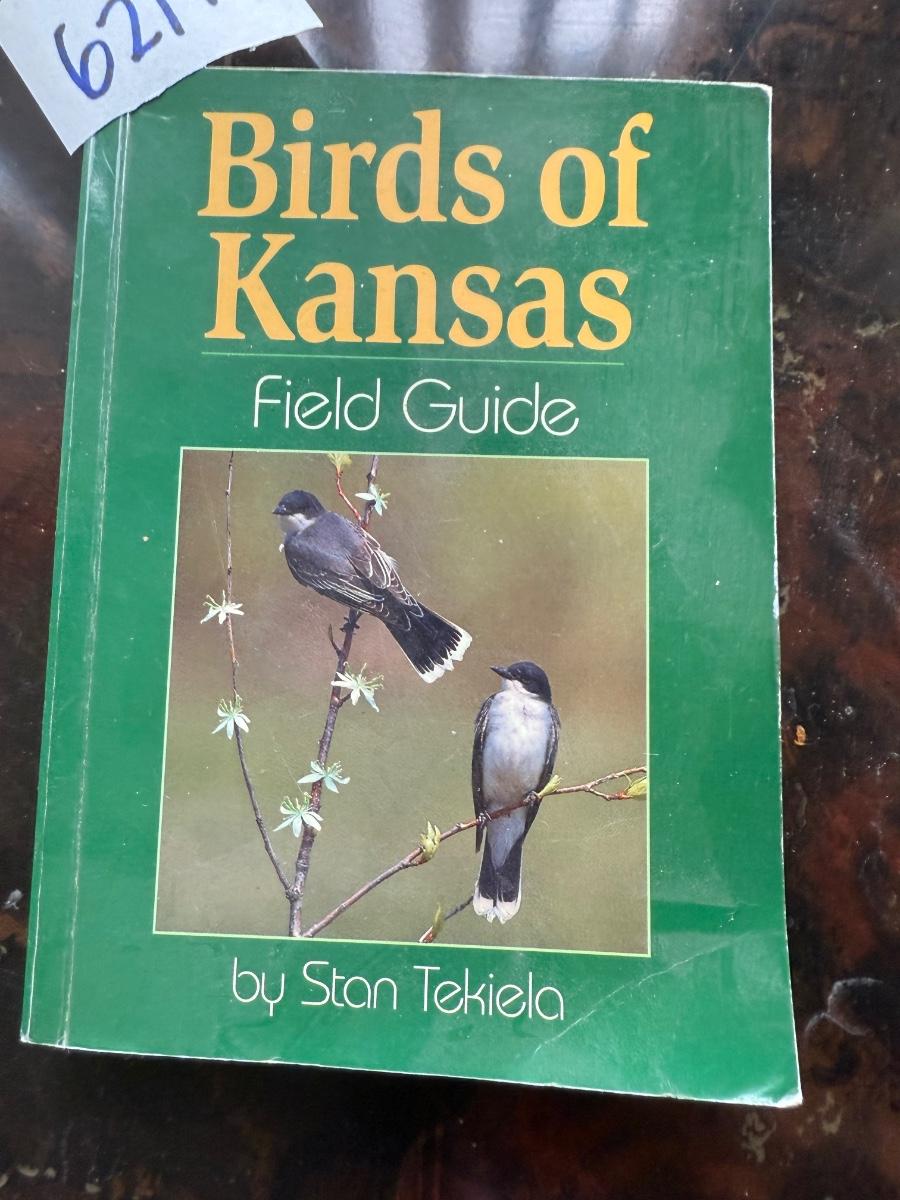 Birds of
Kansas
Field Guide
by Stan Tekiela